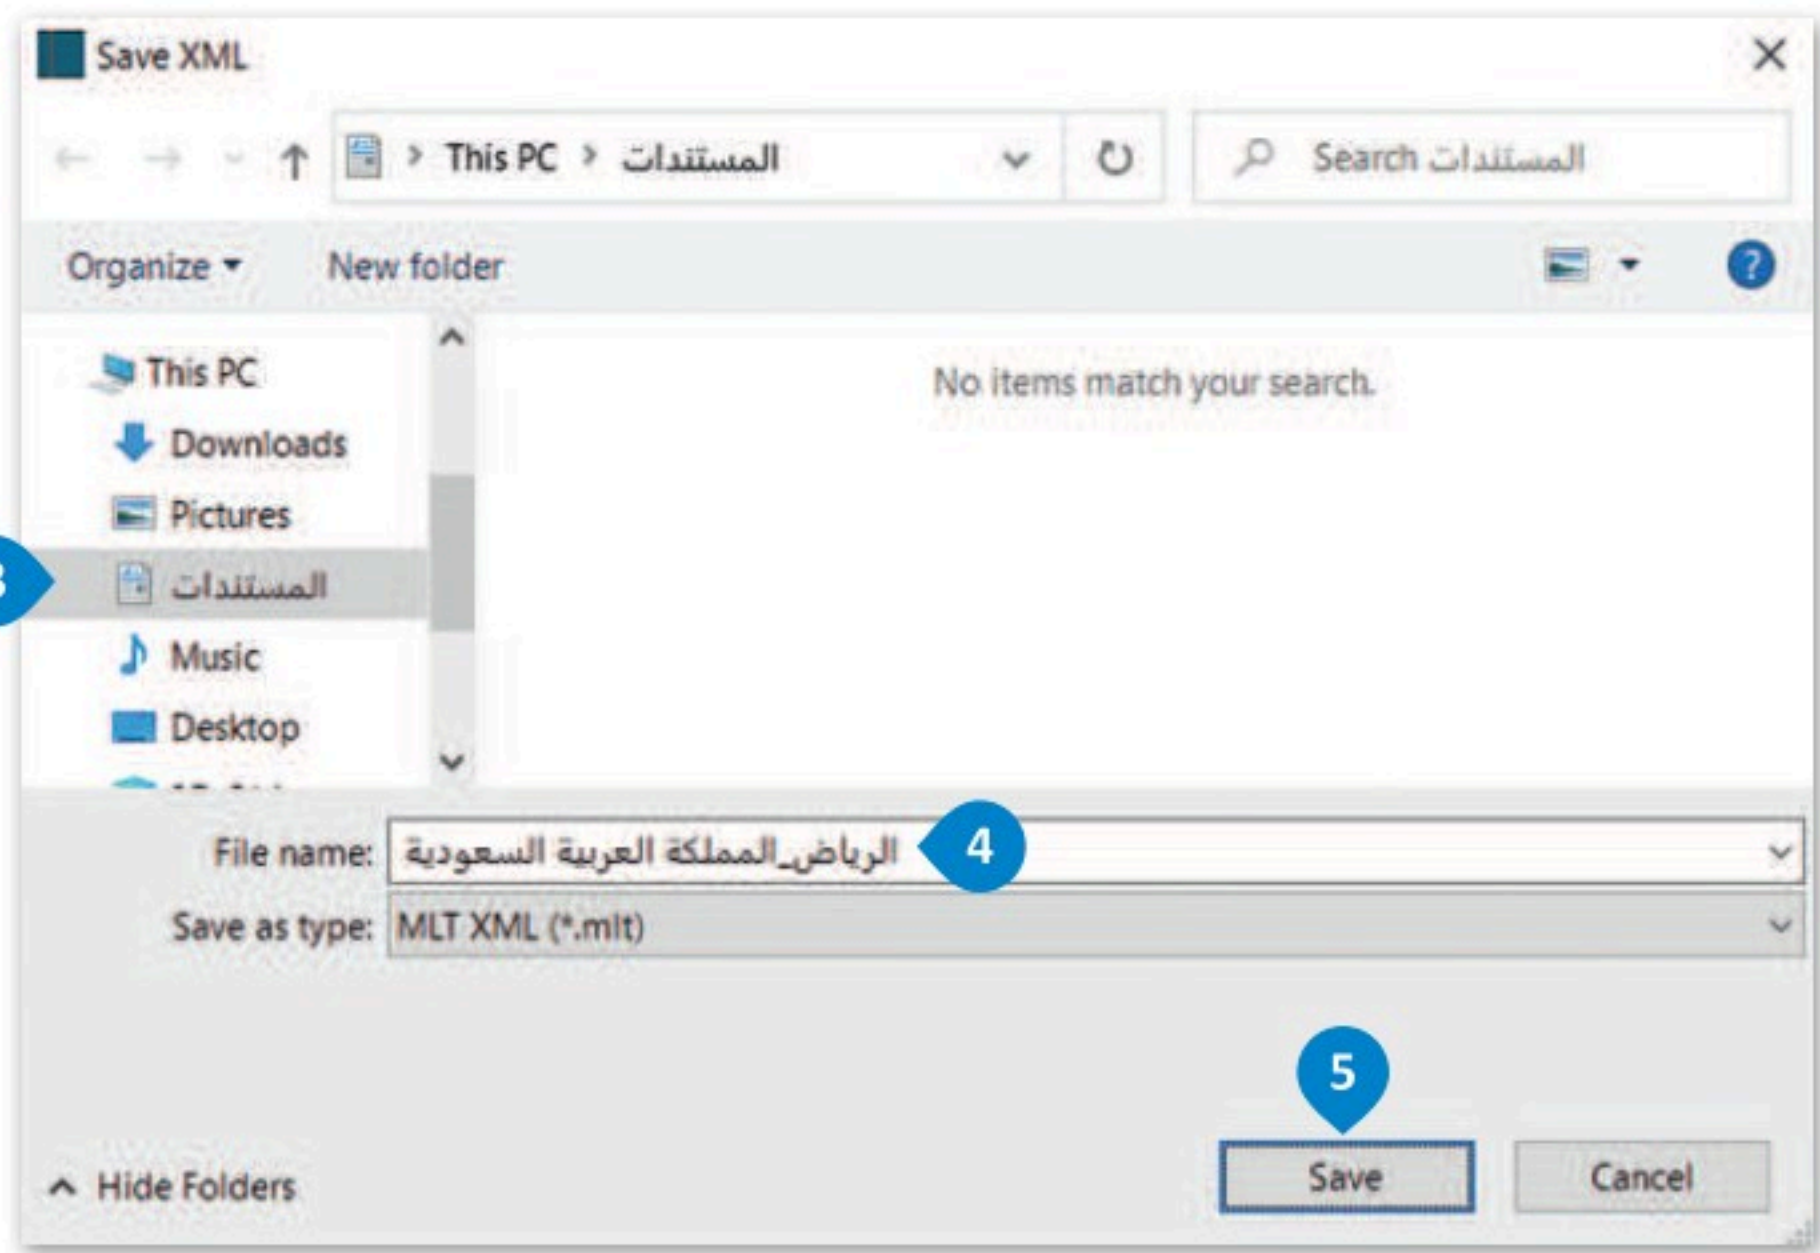 Save XML
This PC > المستندات
Search المستندات
Organize
New folder
This PC
No items match your search.
Downloads
Pictures
3
المستندات
Music
Desktop
File name: الرياض_المملكة العربية السعودية
4
Save as type: MLT XML (*.mlt)
5
Hide Folders
Save
Cancel